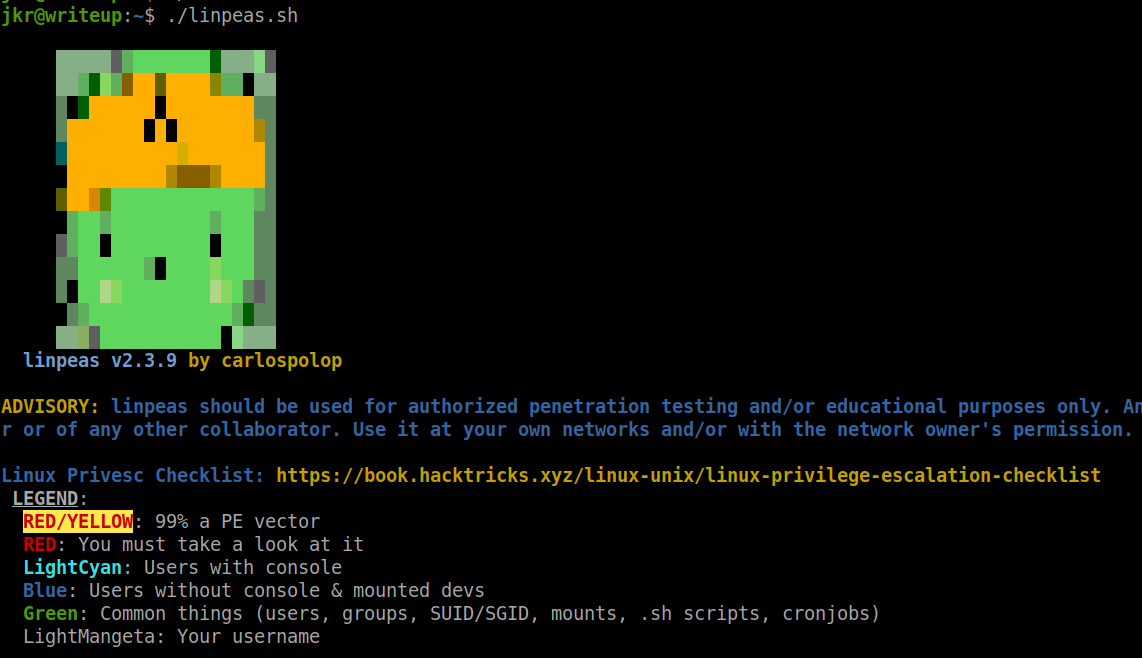 jkr@writeup:~$ ./linpeas.sh
linpeas v2.3.9 by carlospolop
ADVISORY: linpeas should be used for authorized penetration testing and/or educational purposes only. An
r or of any other collaborator. Use it at your own networks and/or with the network owner's permission.
Linux Privesc Checklist: https://book.hacktricks.xyz/linux-unix/linux-privilege-escalation-checklist
LEGEND:
RED/YELLOW: 99% a PE vector
RED: You must take a look at it
LightCyan: Users with console
Blue: Users without console & mounted devs
Green: Common things (users, groups, SUID/SGID, mounts, .sh scripts, cronjobs)
LightMangeta: Your username